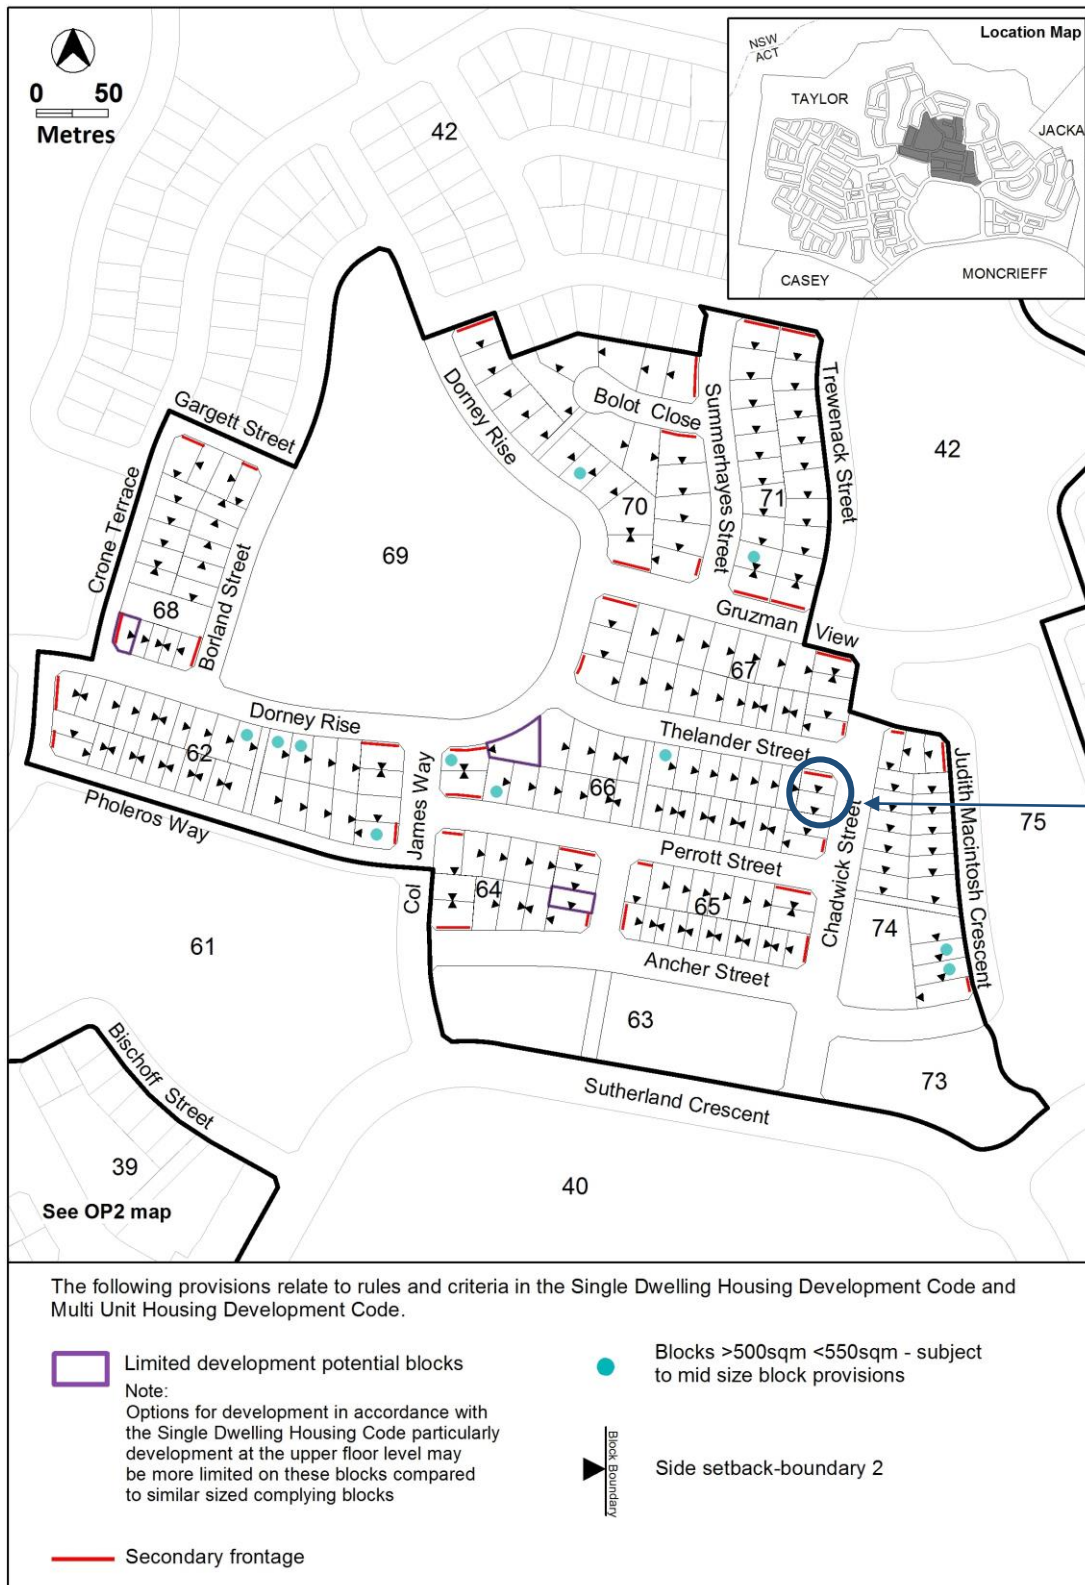 Location Map
NSW
ACT
TAYLOR
JACKA
CASEY
MONCRIEFF
0 50
Metres
42
Gargett Street
Crone Terrace
Borland Street
68
69
Dorney Rise
Bolot Close
Summerhayes Street
Trewenack Street
70
71
42
Gruzman View
67
Dorney Rise
62
Pholeros Way
Col James Way
Thelander Street
66
Perrott Street
Chadwick Street
Judith Macintosh Crescent
75
64
65
74
Ancher Street
61
63
73
Sutherland Crescent
Bischoff Street
39
See OP2 map
40
The following provisions relate to rules and criteria in the Single Dwelling Housing Development Code and
Multi Unit Housing Development Code.
Limited development potential blocks
Note:
Options for development in accordance with
the Single Dwelling Housing Code particularly
development at the upper floor level may
be more limited on these blocks compared
to similar sized complying blocks
Secondary frontage
Blocks >500sqm <550sqm - subject
to mid size block provisions
Block Boundary
Side setback-boundary 2